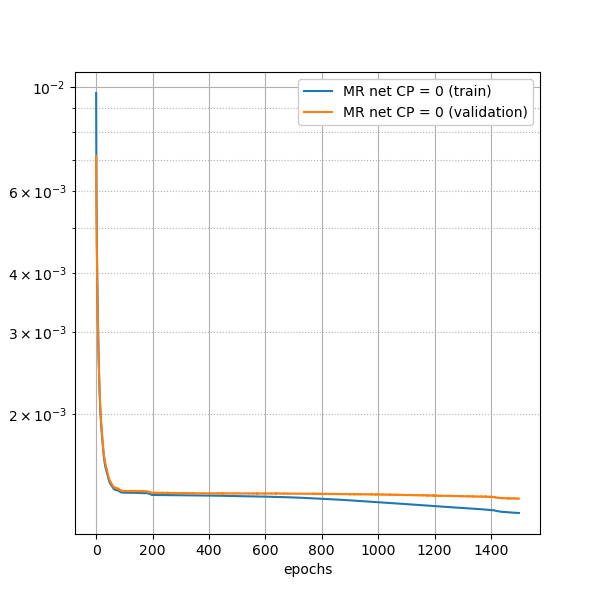 MR net CP = 0 (train)
MR net CP = 0 (validation)
10⁻²
6 × 10⁻³
4 × 10⁻³
3 × 10⁻³
2 × 10⁻³
0 200 400 600 800 1000 1200 1400
epochs